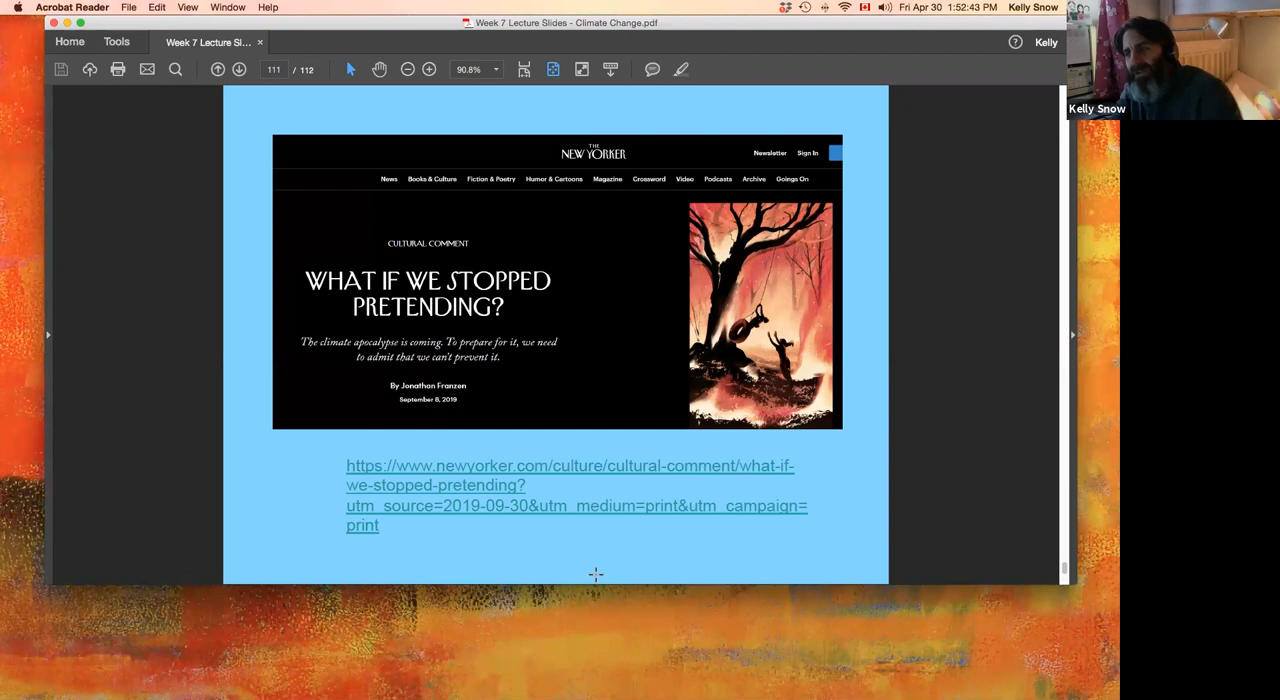 Acrobat Reader File Edit View Window Help
Fri Apr 30 1:52:43 PM Kelly Snow
Week 7 Lecture Slides - Climate Change.pdf
Home Tools Week 7 Lecture Sl... × Kelly
111 / 112 90.8%
Kelly Snow
THE
NEW YORKER
Newsletter Sign In
News Books & Culture Fiction & Poetry Humor & Cartoons Magazine Crossword Video Podcasts Archive Goings On
CULTURAL COMMENT
WHAT IF WE STOPPED
PRETENDING?
The climate apocalypse is coming. To prepare for it, we need
to admit that we can't prevent it.
By Jonathan Franzen
September 8, 2019
https://www.newyorker.com/culture/cultural-comment/what-if-
we-stopped-pretending?
utm_source=2019-09-30&utm_medium=print&utm_campaign=
print